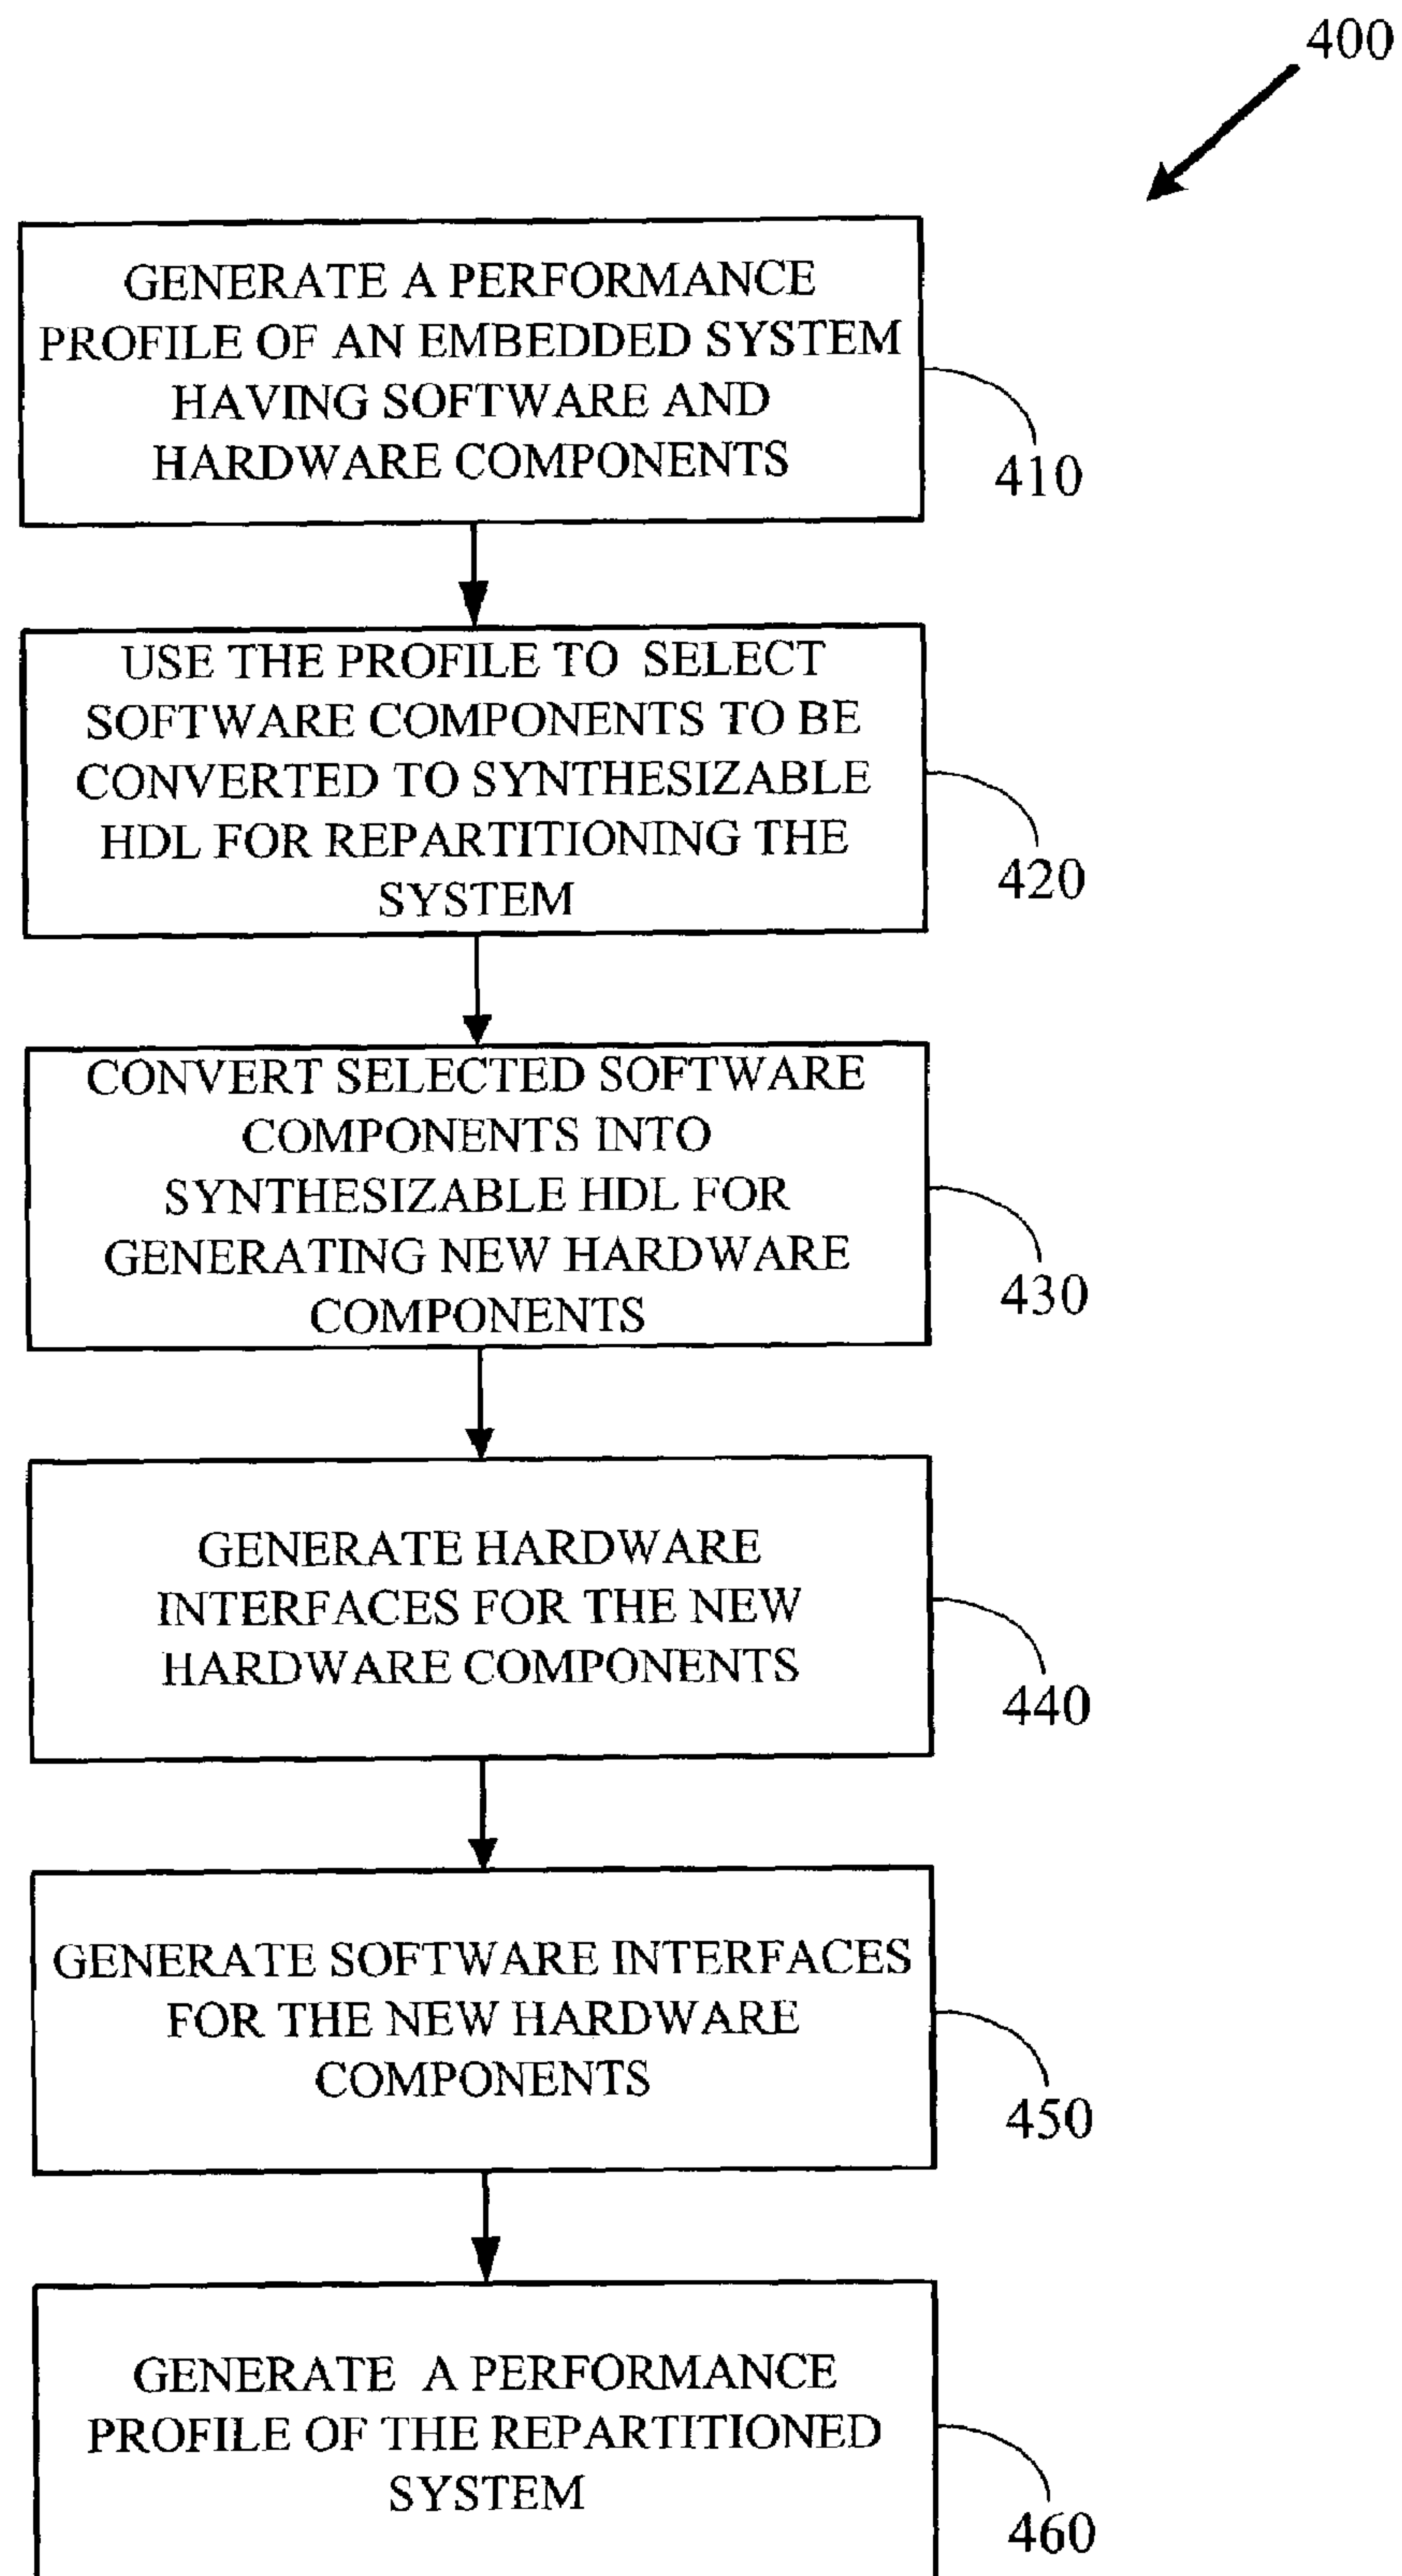 400
GENERATE A PERFORMANCE
PROFILE OF AN EMBEDDED SYSTEM
HAVING SOFTWARE AND
HARDWARE COMPONENTS
410
USE THE PROFILE TO SELECT
SOFTWARE COMPONENTS TO BE
CONVERTED TO SYNTHESIZABLE
HDL FOR REPARTITIONING THE
SYSTEM
420
CONVERT SELECTED SOFTWARE
COMPONENTS INTO
SYNTHESIZABLE HDL FOR
GENERATING NEW HARDWARE
COMPONENTS
430
GENERATE HARDWARE
INTERFACES FOR THE NEW
HARDWARE COMPONENTS
440
GENERATE SOFTWARE INTERFACES
FOR THE NEW HARDWARE
COMPONENTS
450
GENERATE A PERFORMANCE
PROFILE OF THE REPARTITIONED
SYSTEM
460